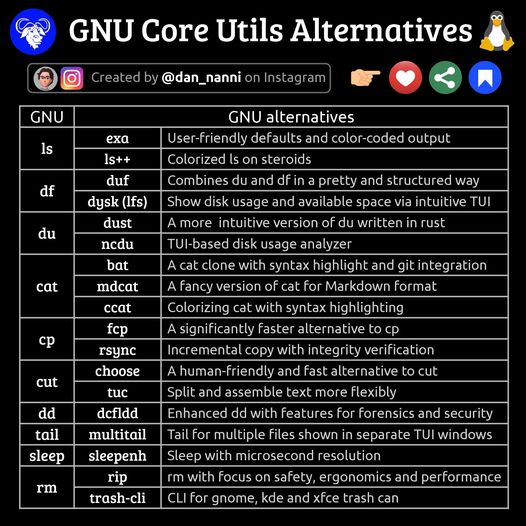 GNU Core Utils Alternatives
Created by @dan_nanni on Instagram
GNU GNU alternatives
ls exa User-friendly defaults and color-coded output
ls++ Colorized ls on steroids
df duf Combines du and df in a pretty and structured way
dysk (lfs) Show disk usage and available space via intuitive TUI
du dust A more intuitive version of du written in rust
ncdu TUI-based disk usage analyzer
cat bat A cat clone with syntax highlight and git integration
mdcat A fancy version of cat for Markdown format
ccat Colorizing cat with syntax highlighting
cp fcp A significantly faster alternative to cp
rsync Incremental copy with integrity verification
cut choose A human-friendly and fast alternative to cut
tuc Split and assemble text more flexibly
dd dcfldd Enhanced dd with features for forensics and security
tail multitail Tail for multiple files shown in separate TUI windows
sleep sleepenh Sleep with microsecond resolution
rm rip rm with focus on safety, ergonomics and performance
trash-cli CLI for gnome, kde and xfce trash can